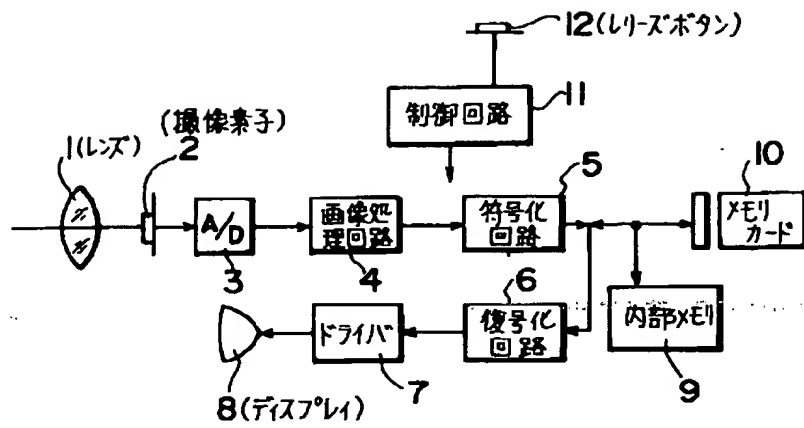 12(レリーズボタン)
11
制御回路
(撮像素子)
1(レンズ)
2
5
10
A/D
画像処
理回路
符号化
回路
メモリ
カード
3
4
6
ドライバ
復号化
回路
内部メモリ
8(ディスプレイ)
7
9